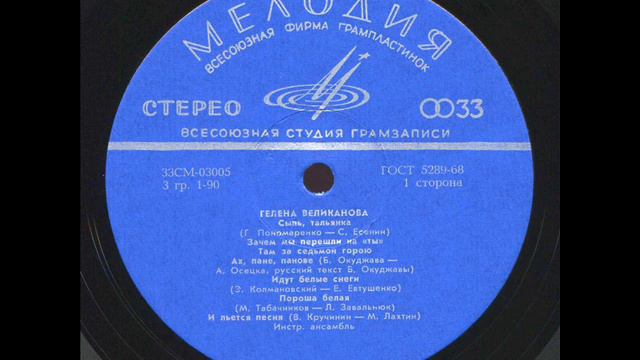 МЕЛОДИЯ
ВСЕСОЮЗНАЯ ФИРМА ГРАМПЛАСТИНОК
СТЕРЕО
33
ВСЕСОЮЗНАЯ СТУДИЯ ГРАМЗАПИСИ
33СМ-03005
ГОСТ 5289-68
3 гр. 1-90
1 сторона
ГЕЛЕНА ВЕЛИКАНОВА
Сыпь, тальянка
(Г. Пономаренко — С. Есенин)
Зачем мы перешли на «ты»
Там за седьмой горою
Ах, пане, панове (Б. Окуджава —
А. Осецка, русский текст Б. Окуджавы)
Идут белые снеги
(Э. Колмановский — Е. Евтушенко)
Пороша белая
(М. Табачников — Л. Завальнюк)
И льется песня (В. Кручинин — М. Лахтин)
Инстр. ансамбль